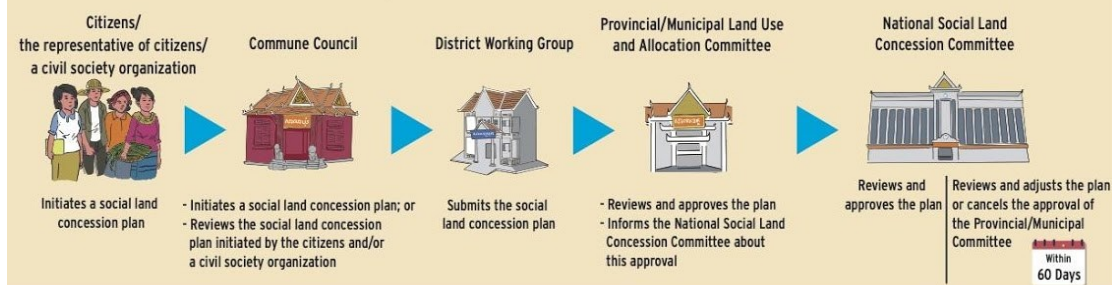 Citizens/
the representative of citizens/
a civil society organization
Initiates a social land
concession plan
Commune Council
- Initiates a social land concession plan; or
- Reviews the social land concession
plan initiated by the citizens and/or
a civil society organization
District Working Group
Submits the social
land concession plan
Provincial/Municipal Land Use
and Allocation Committee
- Reviews and approves the plan
- Informs the National Social Land
Concession Committee about
this approval
National Social Land
Concession Committee
Reviews and
approves the plan
Reviews and adjusts the plan
or cancels the approval of
the Provincial/Municipal
Committee
Within
60 Days